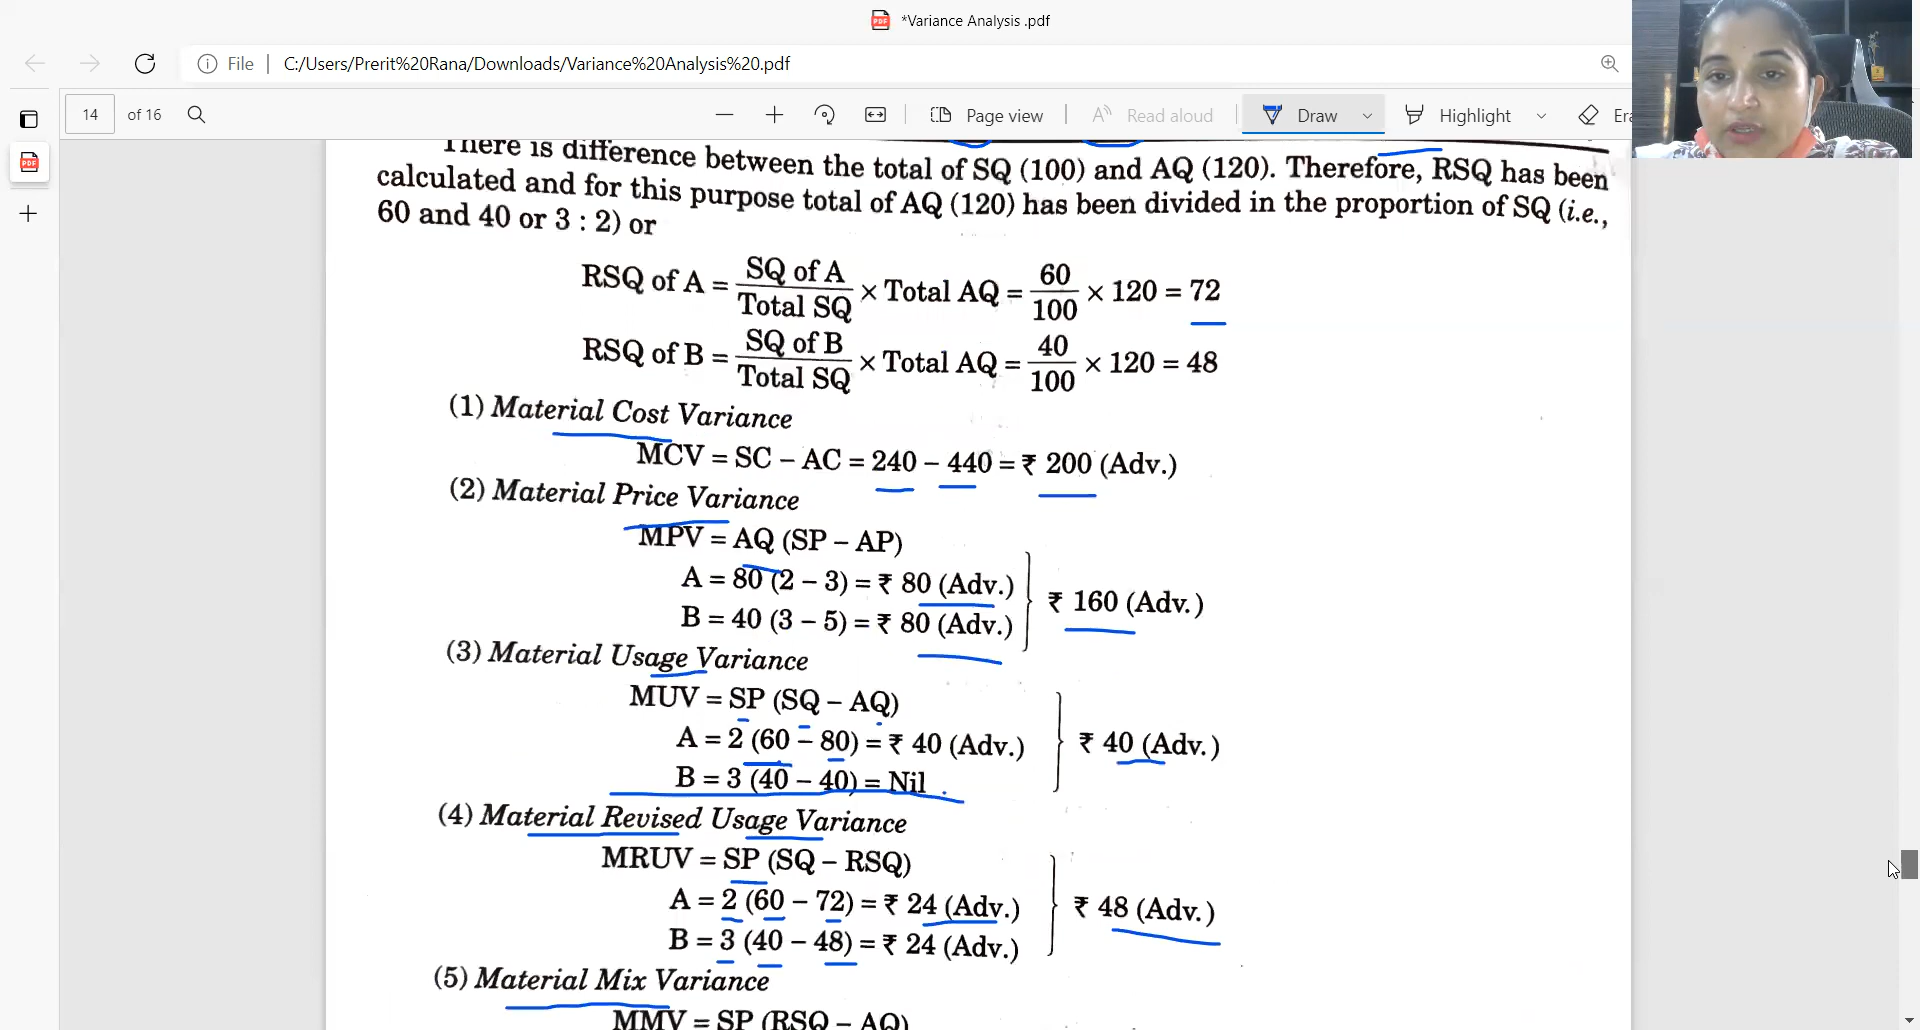 *Variance Analysis .pdf
File | C:/Users/Prerit%20Rana/Downloads/Variance%20Analysis%20.pdf
14 of 16 Page view Read aloud Draw Highlight Era
There is difference between the total of SQ (100) and AQ (120). Therefore, RSQ has been
calculated and for this purpose total of AQ (120) has been divided in the proportion of SQ (i.e.,
60 and 40 or 3 : 2) or
RSQ of A = SQ of A / Total SQ × Total AQ = 60 / 100 × 120 = 72
RSQ of B = SQ of B / Total SQ × Total AQ = 40 / 100 × 120 = 48
(1) Material Cost Variance
MCV = SC – AC = 240 – 440 = ₹ 200 (Adv.)
(2) Material Price Variance
MPV = AQ (SP – AP)
A = 80 (2 – 3) = ₹ 80 (Adv.)
B = 40 (3 – 5) = ₹ 80 (Adv.)
₹ 160 (Adv.)
(3) Material Usage Variance
MUV = SP (SQ – AQ)
A = 2 (60 – 80) = ₹ 40 (Adv.)
B = 3 (40 – 40) = Nil
₹ 40 (Adv.)
(4) Material Revised Usage Variance
MRUV = SP (SQ – RSQ)
A = 2 (60 – 72) = ₹ 24 (Adv.)
B = 3 (40 – 48) = ₹ 24 (Adv.)
₹ 48 (Adv.)
(5) Material Mix Variance
MMV = SP (RSQ – AQ)